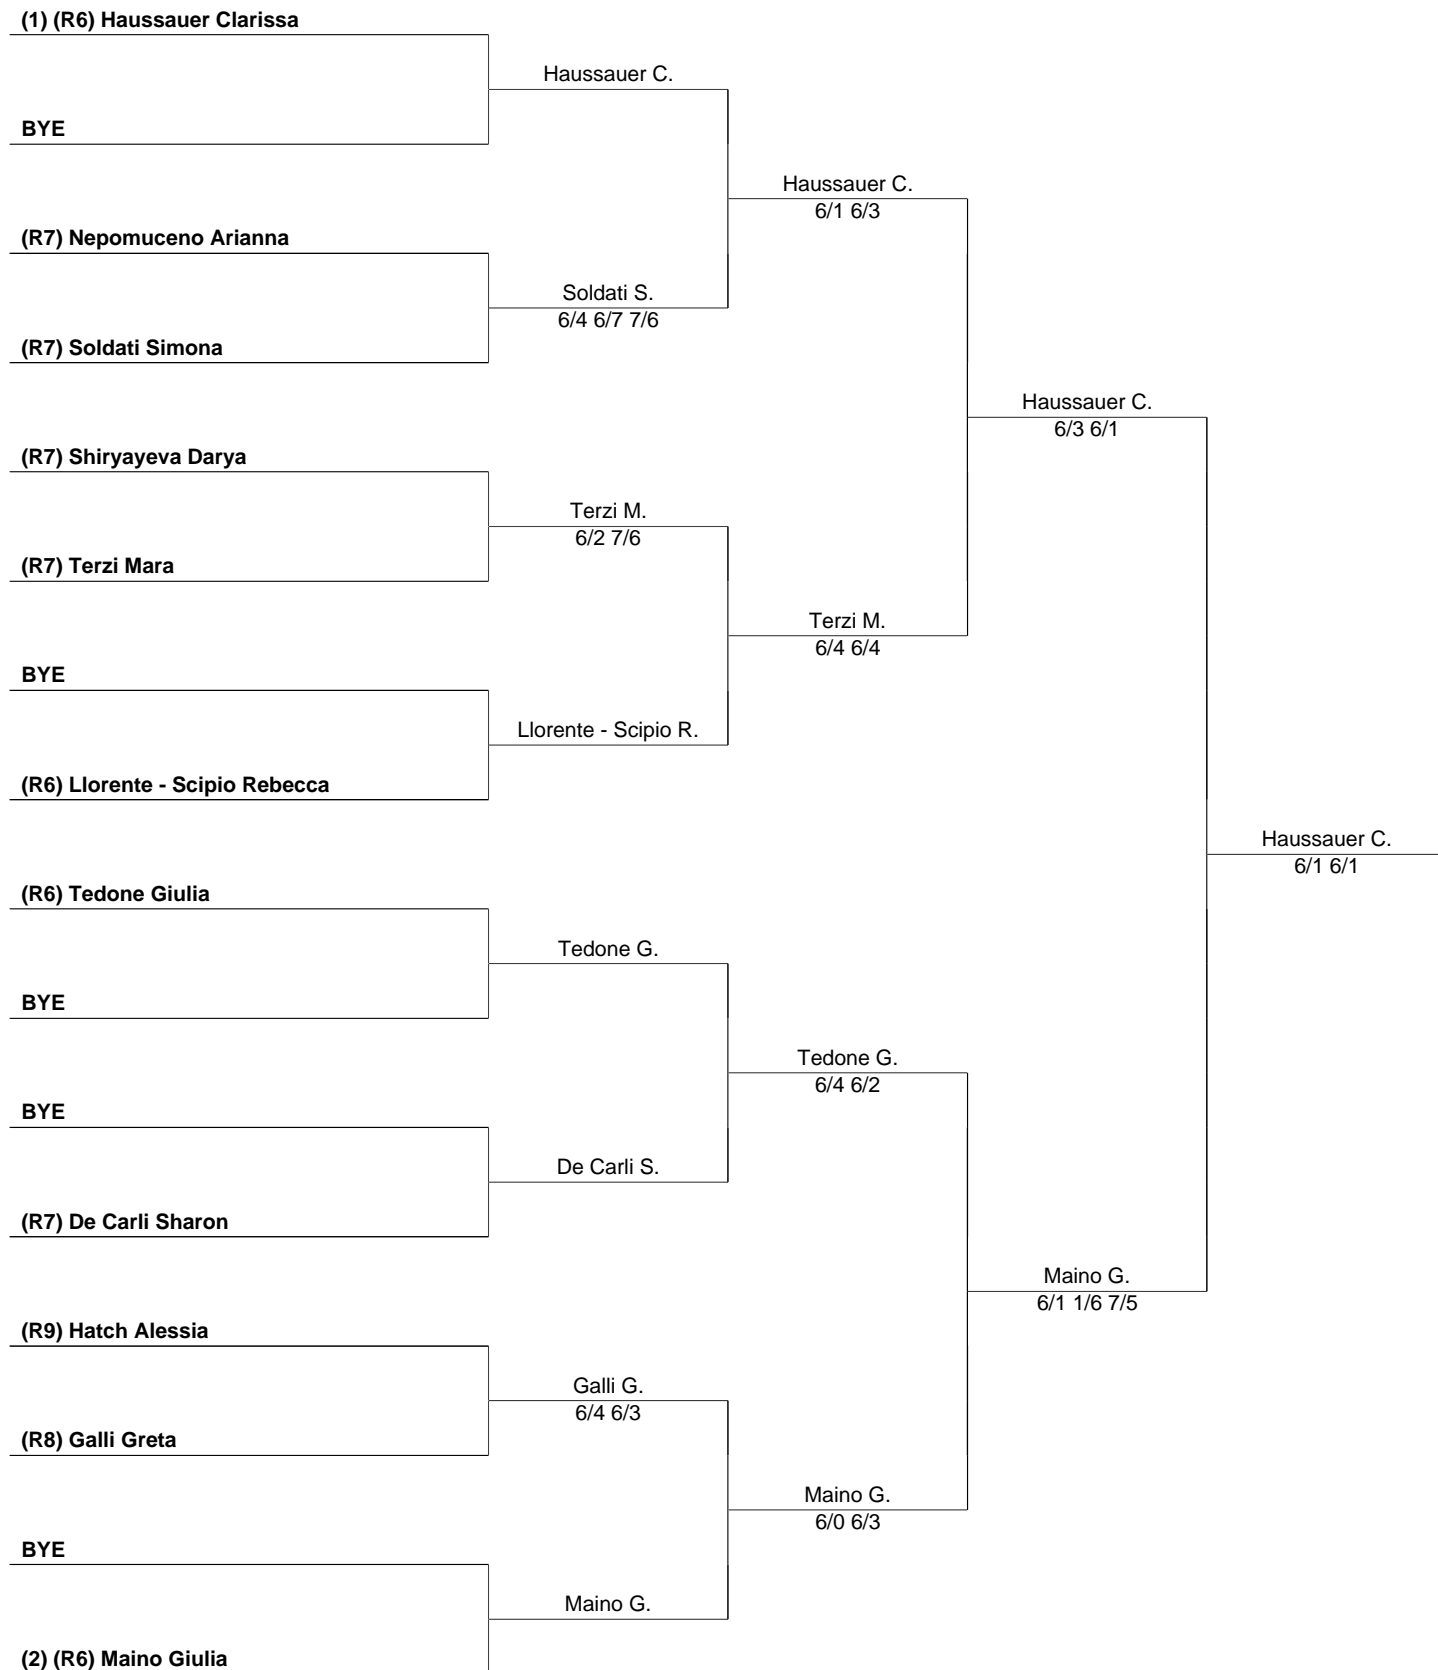 (1) (R6) Haussauer Clarissa
Haussauer C.
BYE
Haussauer C.
6/1 6/3
(R7) Nepomuceno Arianna
Soldati S.
6/4 6/7 7/6
(R7) Soldati Simona
Haussauer C.
6/3 6/1
(R7) Shiryayeva Darya
Terzi M.
6/2 7/6
(R7) Terzi Mara
Terzi M.
6/4 6/4
BYE
Llorente - Scipio R.
(R6) Llorente - Scipio Rebecca
Haussauer C.
6/1 6/1
(R6) Tedone Giulia
Tedone G.
BYE
Tedone G.
6/4 6/2
BYE
De Carli S.
(R7) De Carli Sharon
Maino G.
6/1 1/6 7/5
(R9) Hatch Alessia
Galli G.
6/4 6/3
(R8) Galli Greta
Maino G.
6/0 6/3
BYE
Maino G.
(2) (R6) Maino Giulia